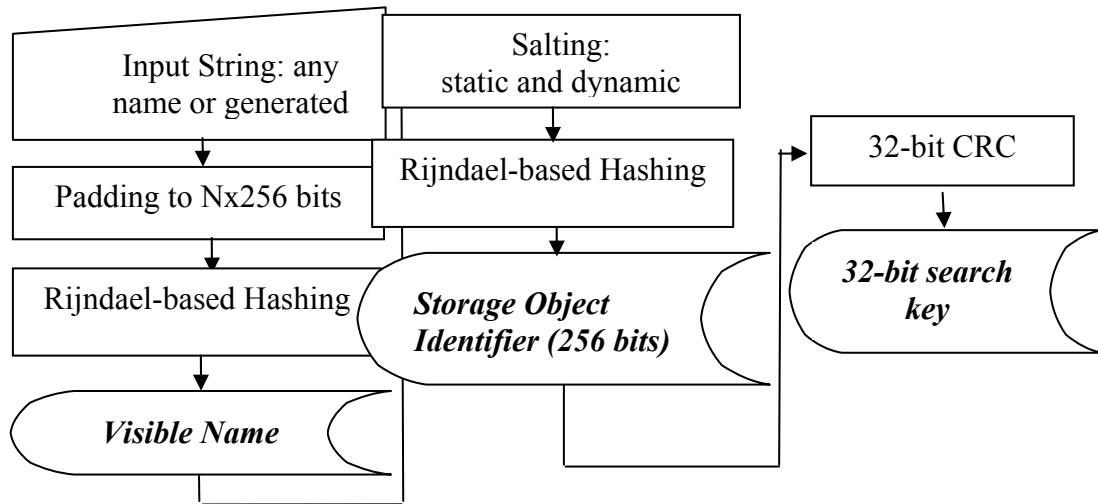 Input String: any
name or generated
Padding to Nx256 bits
Rijndael-based Hashing
Visible Name
Salting:
static and dynamic
Rijndael-based Hashing
Storage Object
Identifier (256 bits)
32-bit CRC
32-bit search
key